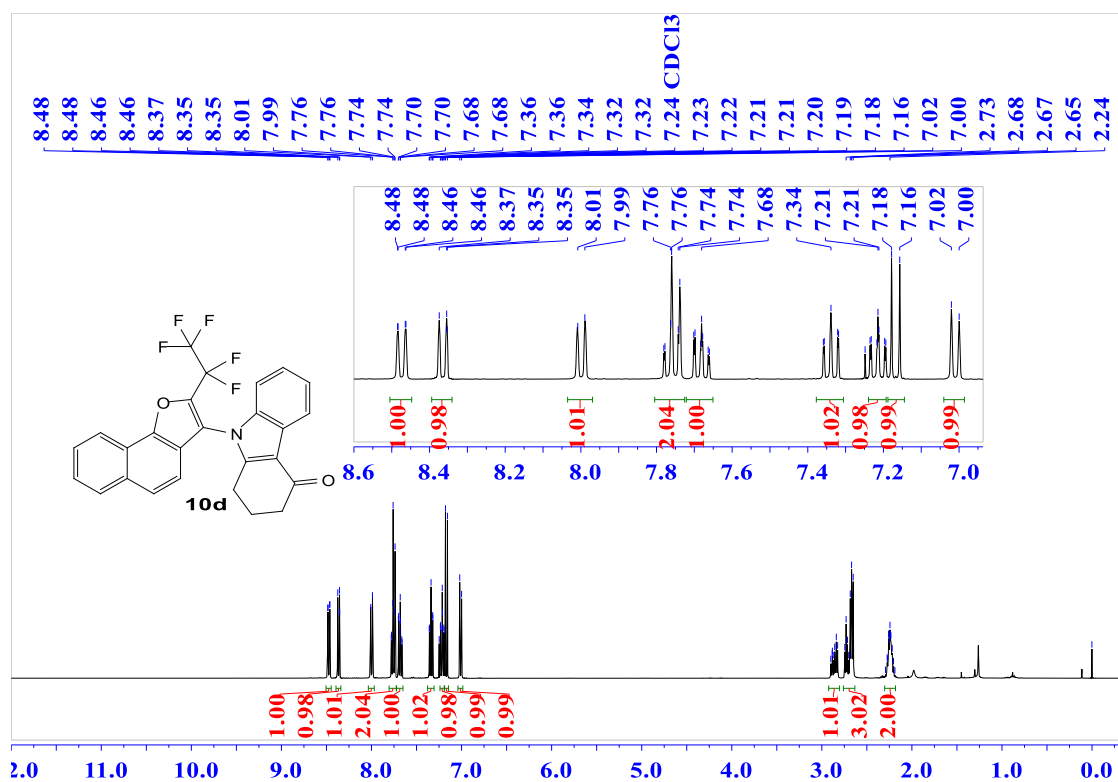 CDCl3
8.48 8.48 8.46 8.46 8.37 8.35 8.35 8.01 7.99 7.76 7.76 7.74 7.74 7.70 7.70 7.68 7.68 7.36 7.36 7.34 7.32 7.32 7.24 7.23 7.22 7.21 7.21 7.20 7.19 7.18 7.16 7.02 7.00 2.73 2.68 2.67 2.65 2.24
8.48 8.48 8.46 8.46 8.37 8.35 8.35 8.01 7.99 7.76 7.76 7.74 7.74 7.68 7.34 7.21 7.21 7.18 7.16 7.02 7.00
1.00 0.98 1.01 2.04 1.00 1.02 0.98 0.99 0.99
8.6 8.4 8.2 8.0 7.8 7.6 7.4 7.2 7.0
F F
F
F
F
O
N
O
10d
1.00 0.98 1.01 2.04 1.00 1.02 0.98 0.99 0.99 1.01 3.02 2.00
2.0 11.0 10.0 9.0 8.0 7.0 6.0 5.0 4.0 3.0 2.0 1.0 0.0